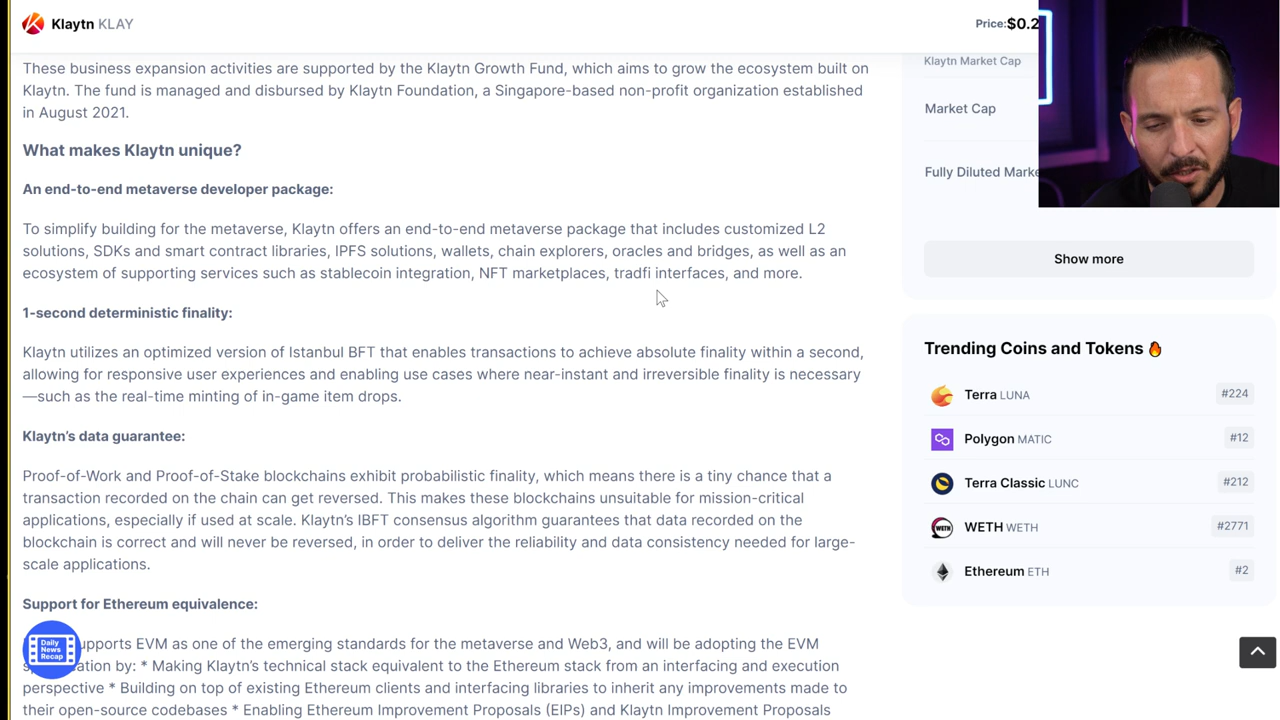 Klaytn KLAY
Price:$0.2
These business expansion activities are supported by the Klaytn Growth Fund, which aims to grow the ecosystem built on
Klaytn. The fund is managed and disbursed by Klaytn Foundation, a Singapore-based non-profit organization established
in August 2021.
What makes Klaytn unique?
An end-to-end metaverse developer package:
To simplify building for the metaverse, Klaytn offers an end-to-end metaverse package that includes customized L2
solutions, SDKs and smart contract libraries, IPFS solutions, wallets, chain explorers, oracles and bridges, as well as an
ecosystem of supporting services such as stablecoin integration, NFT marketplaces, tradfi interfaces, and more.
1-second deterministic finality:
Klaytn utilizes an optimized version of Istanbul BFT that enables transactions to achieve absolute finality within a second,
allowing for responsive user experiences and enabling use cases where near-instant and irreversible finality is necessary
—such as the real-time minting of in-game item drops.
Klaytn’s data guarantee:
Proof-of-Work and Proof-of-Stake blockchains exhibit probabilistic finality, which means there is a tiny chance that a
transaction recorded on the chain can get reversed. This makes these blockchains unsuitable for mission-critical
applications, especially if used at scale. Klaytn’s IBFT consensus algorithm guarantees that data recorded on the
blockchain is correct and will never be reversed, in order to deliver the reliability and data consistency needed for large-
scale applications.
Support for Ethereum equivalence:
upports EVM as one of the emerging standards for the metaverse and Web3, and will be adopting the EVM
ation by: * Making Klaytn’s technical stack equivalent to the Ethereum stack from an interfacing and execution
perspective * Building on top of existing Ethereum clients and interfacing libraries to inherit any improvements made to
their open-source codebases * Enabling Ethereum Improvement Proposals (EIPs) and Klaytn Improvement Proposals
Daily
News
Recap
Klaytn Market Cap
Market Cap
Fully Diluted Marke
Show more
Trending Coins and Tokens
Terra LUNA #224
Polygon MATIC #12
Terra Classic LUNC #212
WETH WETH #2771
Ethereum ETH #2